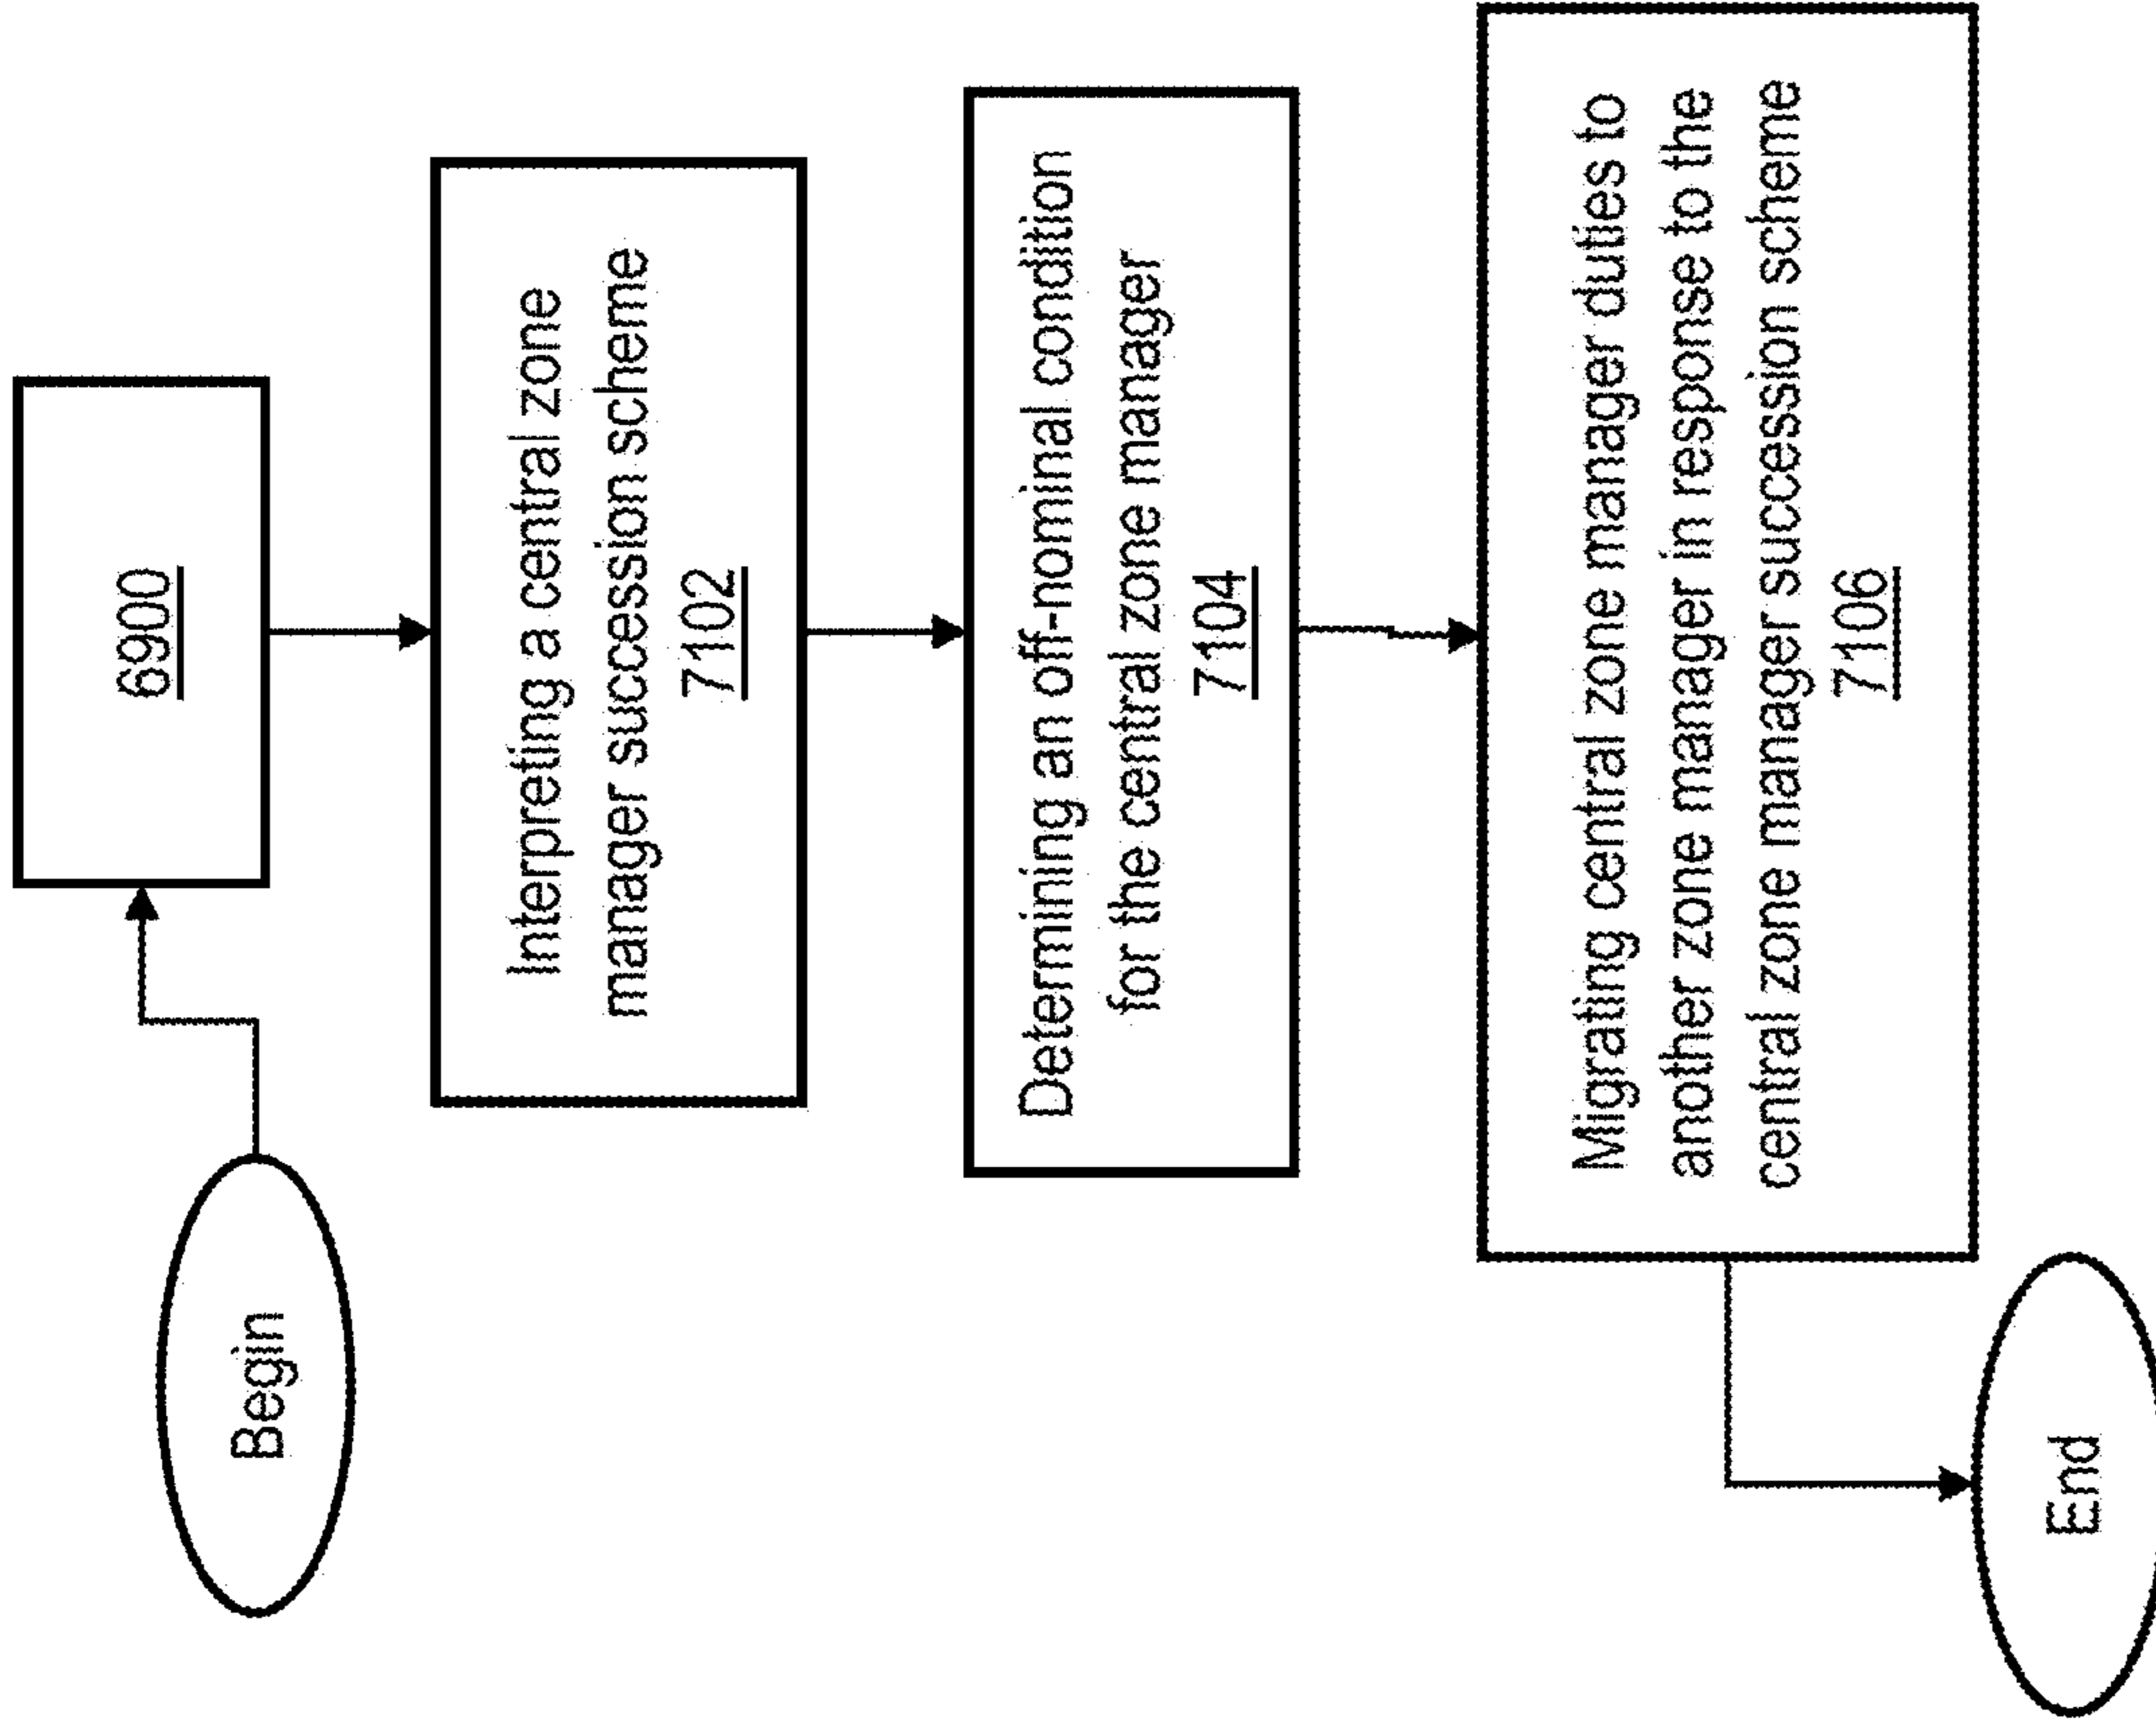 Begin
6900
Interpreting a central zone
manager succession scheme
7102
Determining an off-nominal condition
for the central zone manager
7104
Migrating central zone manager duties to
another zone manager in response to the
central zone manager succession scheme
7106
End